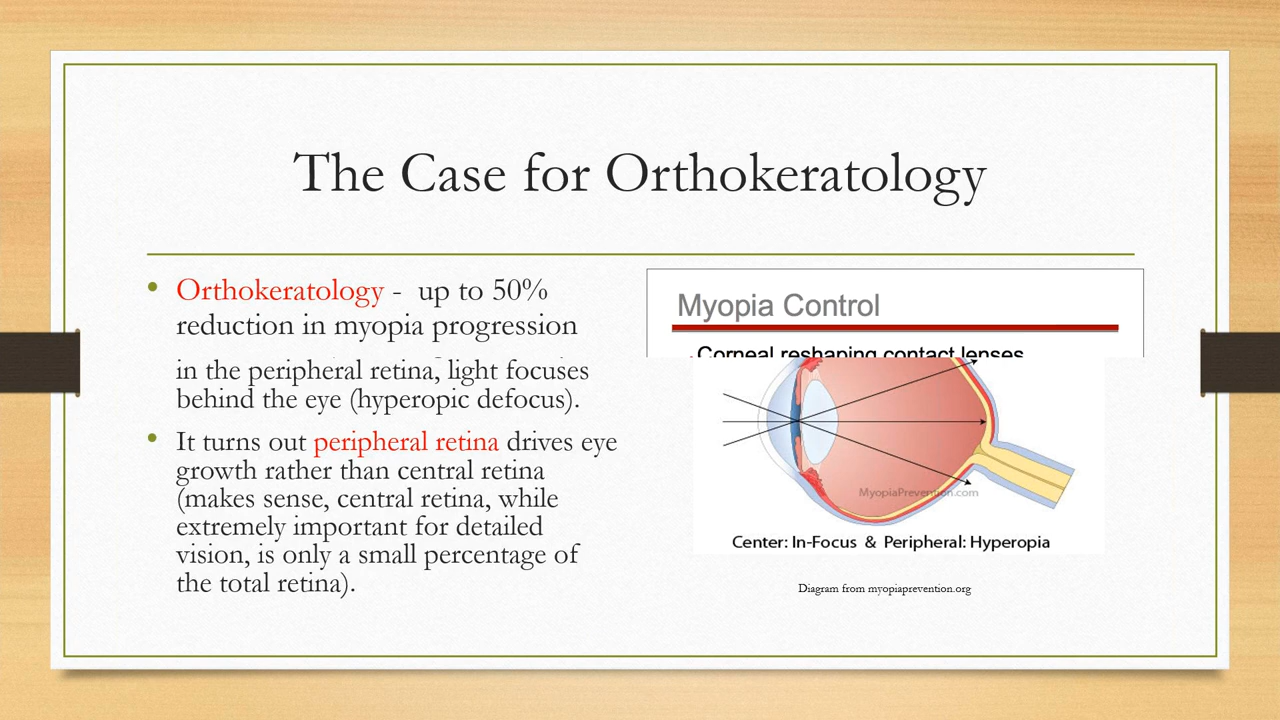 The Case for Orthokeratology
Orthokeratology - up to 50%
reduction in myopia progression
in the peripheral retina, light focuses
behind the eye (hyperopic defocus).
It turns out peripheral retina drives eye
growth rather than central retina
(makes sense, central retina, while
extremely important for detailed
vision, is only a small percentage of
the total retina).
Myopia Control
Corneal reshaping contact lenses
MyopiaPrevention.com
Center: In-Focus & Peripheral: Hyperopia
Diagram from myopiaprevention.org